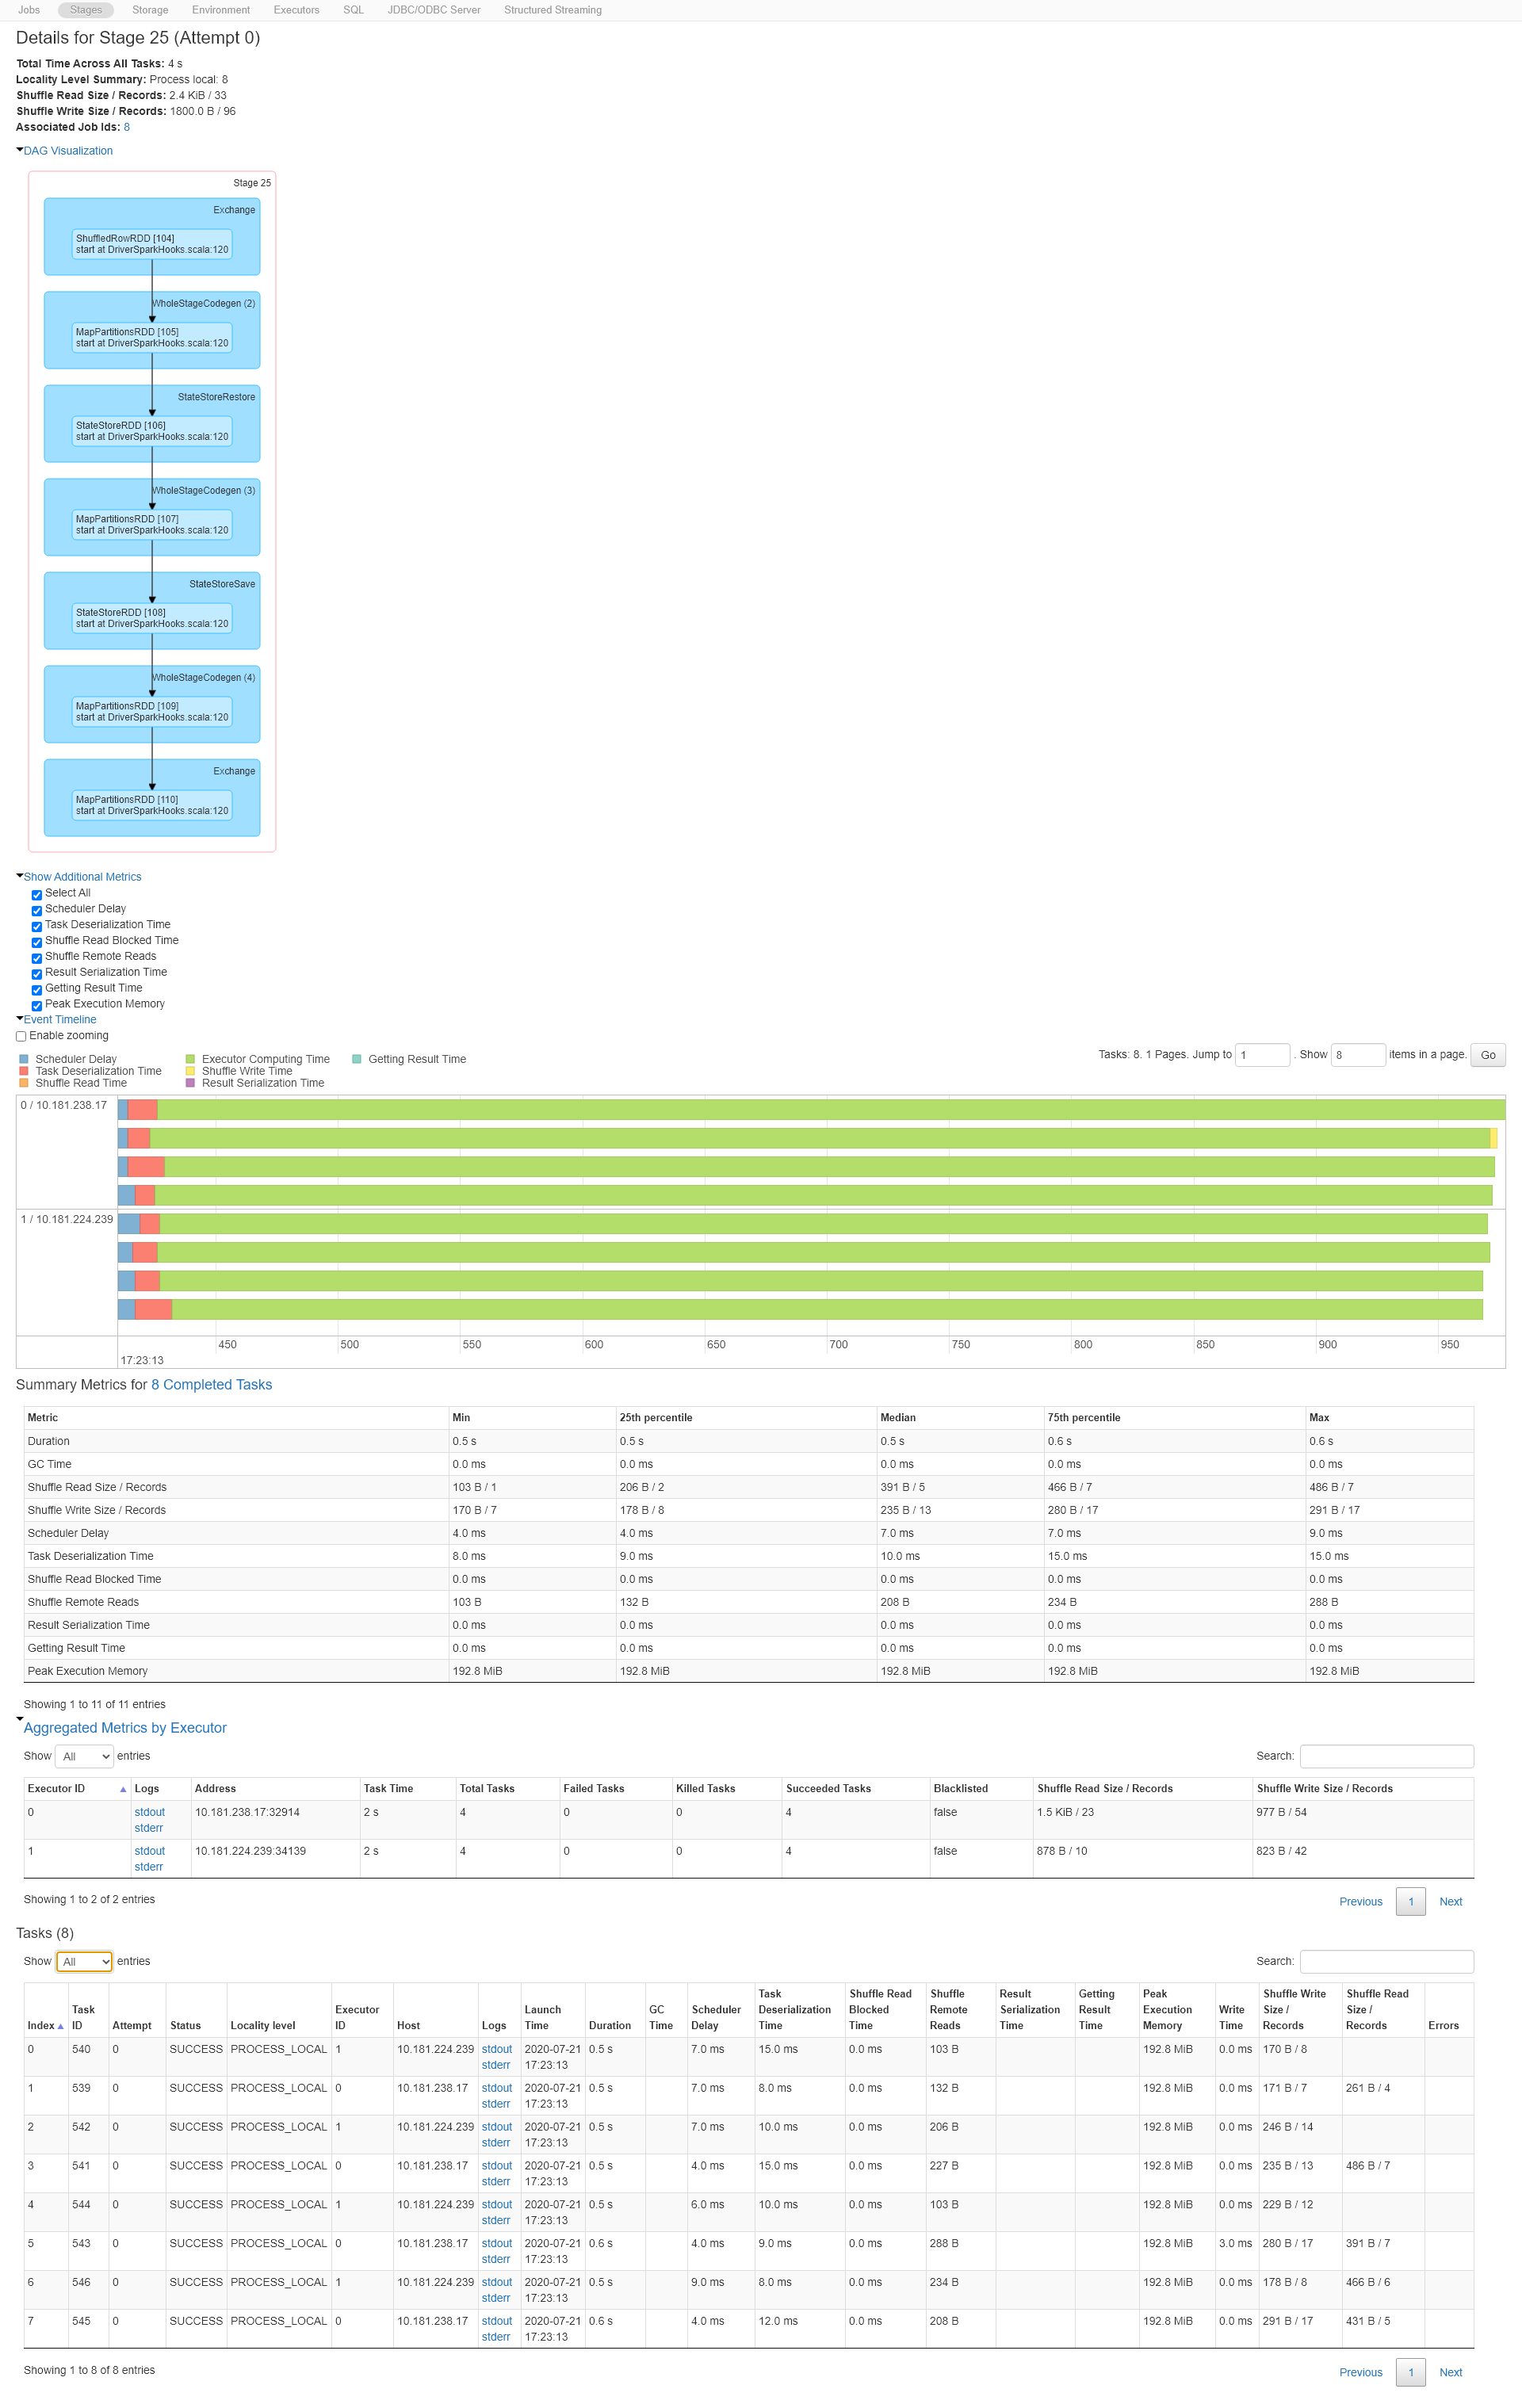 Jobs Stages Storage Environment Executors SQL JDBC/ODBC Server Structured Streaming
Details for Stage 25 (Attempt 0)
Total Time Across All Tasks: 4 s
Locality Level Summary: Process local: 8
Shuffle Read Size / Records: 2.4 KiB / 33
Shuffle Write Size / Records: 1800.0 B / 96
Associated Job Ids: 8
DAG Visualization
Stage 25
Exchange
ShuffledRowRDD [104]
start at DriverSparkHooks.scala:120
WholeStageCodegen (2)
MapPartitionsRDD [105]
start at DriverSparkHooks.scala:120
StateStoreRestore
StateStoreRDD [106]
start at DriverSparkHooks.scala:120
WholeStageCodegen (3)
MapPartitionsRDD [107]
start at DriverSparkHooks.scala:120
StateStoreSave
StateStoreRDD [108]
start at DriverSparkHooks.scala:120
WholeStageCodegen (4)
MapPartitionsRDD [109]
start at DriverSparkHooks.scala:120
Exchange
MapPartitionsRDD [110]
start at DriverSparkHooks.scala:120
Show Additional Metrics
Select All
Scheduler Delay
Task Deserialization Time
Shuffle Read Blocked Time
Shuffle Remote Reads
Result Serialization Time
Getting Result Time
Peak Execution Memory
Event Timeline
Enable zooming
Tasks: 8. 1 Pages. Jump to 1 . Show 8 items in a page. Go
Scheduler Delay Executor Computing Time Getting Result Time
Task Deserialization Time Shuffle Write Time
Shuffle Read Time Result Serialization Time
0 / 10.181.238.17
1 / 10.181.224.239
450 500 550 600 650 700 750 800 850 900 950
17:23:13
Summary Metrics for 8 Completed Tasks
Metric Min 25th percentile Median 75th percentile Max
Duration 0.5 s 0.5 s 0.5 s 0.6 s 0.6 s
GC Time 0.0 ms 0.0 ms 0.0 ms 0.0 ms 0.0 ms
Shuffle Read Size / Records 103 B / 1 206 B / 2 391 B / 5 466 B / 7 486 B / 7
Shuffle Write Size / Records 170 B / 7 178 B / 8 235 B / 13 280 B / 17 291 B / 17
Scheduler Delay 4.0 ms 4.0 ms 7.0 ms 7.0 ms 9.0 ms
Task Deserialization Time 8.0 ms 9.0 ms 10.0 ms 15.0 ms 15.0 ms
Shuffle Read Blocked Time 0.0 ms 0.0 ms 0.0 ms 0.0 ms 0.0 ms
Shuffle Remote Reads 103 B 132 B 208 B 234 B 288 B
Result Serialization Time 0.0 ms 0.0 ms 0.0 ms 0.0 ms 0.0 ms
Getting Result Time 0.0 ms 0.0 ms 0.0 ms 0.0 ms 0.0 ms
Peak Execution Memory 192.8 MiB 192.8 MiB 192.8 MiB 192.8 MiB 192.8 MiB
Showing 1 to 11 of 11 entries
Aggregated Metrics by Executor
Show All entries Search:
Executor ID Logs Address Task Time Total Tasks Failed Tasks Killed Tasks Succeeded Tasks Blacklisted Shuffle Read Size / Records Shuffle Write Size / Records
0 stdout 10.181.238.17:32914 2 s 4 0 0 4 false 1.5 KiB / 23 977 B / 54
stderr
1 stdout 10.181.224.239:34139 2 s 4 0 0 4 false 878 B / 10 823 B / 42
stderr
Showing 1 to 2 of 2 entries Previous 1 Next
Tasks (8)
Show All entries Search:
Task Shuffle Read Shuffle Result Getting Peak Shuffle Write Shuffle Read
Task Executor Launch GC Scheduler Deserialization Blocked Remote Serialization Result Execution Write Size / Size /
Index ID Attempt Status Locality level ID Host Logs Time Duration Time Delay Time Time Reads Time Time Memory Time Records Records Errors
0 540 0 SUCCESS PROCESS_LOCAL 1 10.181.224.239 stdout 2020-07-21 0.5 s 7.0 ms 15.0 ms 0.0 ms 103 B 192.8 MiB 0.0 ms 170 B / 8
stderr 17:23:13
1 539 0 SUCCESS PROCESS_LOCAL 0 10.181.238.17 stdout 2020-07-21 0.5 s 7.0 ms 8.0 ms 0.0 ms 132 B 192.8 MiB 0.0 ms 171 B / 7 261 B / 4
stderr 17:23:13
2 542 0 SUCCESS PROCESS_LOCAL 1 10.181.224.239 stdout 2020-07-21 0.5 s 7.0 ms 10.0 ms 0.0 ms 206 B 192.8 MiB 0.0 ms 246 B / 14
stderr 17:23:13
3 541 0 SUCCESS PROCESS_LOCAL 0 10.181.238.17 stdout 2020-07-21 0.5 s 4.0 ms 15.0 ms 0.0 ms 227 B 192.8 MiB 0.0 ms 235 B / 13 486 B / 7
stderr 17:23:13
4 544 0 SUCCESS PROCESS_LOCAL 1 10.181.224.239 stdout 2020-07-21 0.5 s 6.0 ms 10.0 ms 0.0 ms 103 B 192.8 MiB 0.0 ms 229 B / 12
stderr 17:23:13
5 543 0 SUCCESS PROCESS_LOCAL 0 10.181.238.17 stdout 2020-07-21 0.6 s 4.0 ms 9.0 ms 0.0 ms 288 B 192.8 MiB 3.0 ms 280 B / 17 391 B / 7
stderr 17:23:13
6 546 0 SUCCESS PROCESS_LOCAL 1 10.181.224.239 stdout 2020-07-21 0.5 s 9.0 ms 8.0 ms 0.0 ms 234 B 192.8 MiB 0.0 ms 178 B / 8 466 B / 6
stderr 17:23:13
7 545 0 SUCCESS PROCESS_LOCAL 0 10.181.238.17 stdout 2020-07-21 0.6 s 4.0 ms 12.0 ms 0.0 ms 208 B 192.8 MiB 0.0 ms 291 B / 17 431 B / 5
stderr 17:23:13
Showing 1 to 8 of 8 entries Previous 1 Next